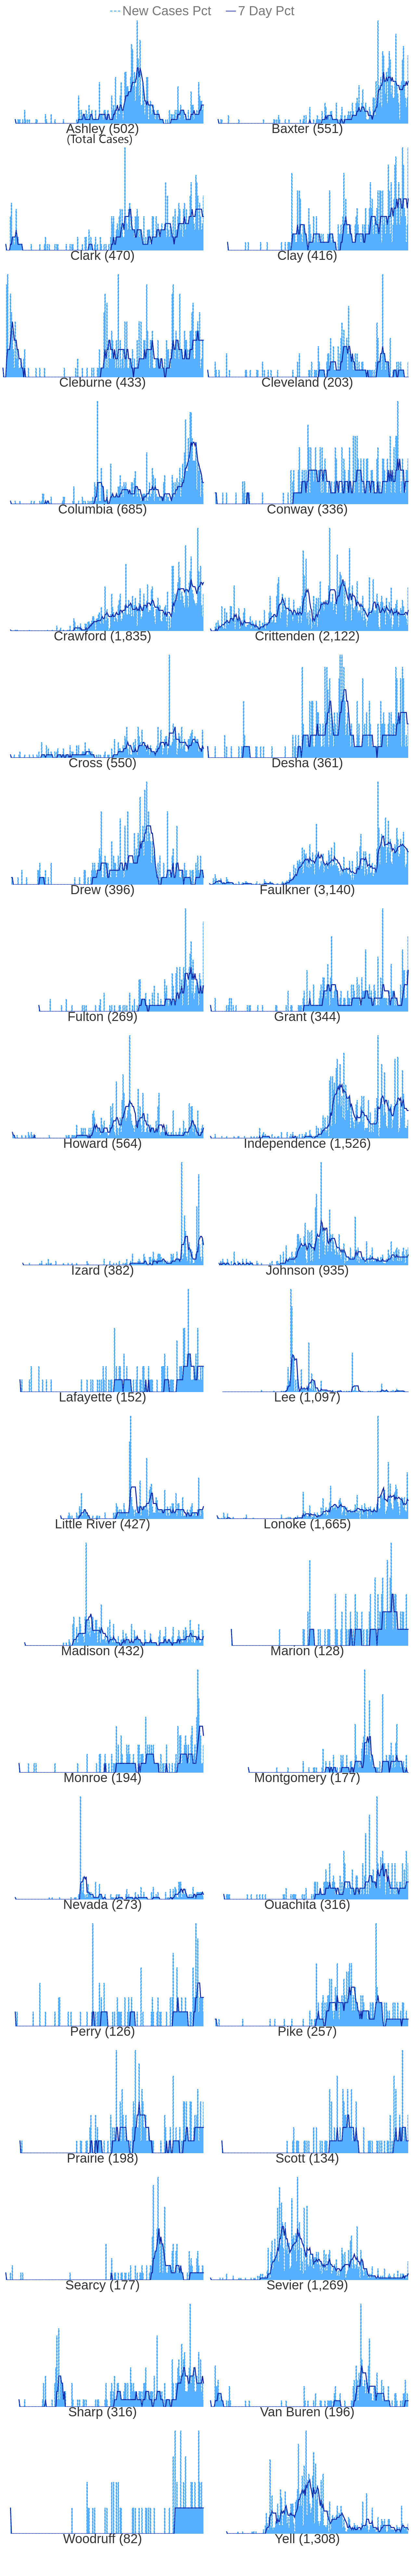 New Cases Pct 7 Day Pct
Ashley (502) Baxter (551)
(Total Cases)
Clark (470) Clay (416)
Cleburne (433) Cleveland (203)
Columbia (685) Conway (336)
Crawford (1,835) Crittenden (2,122)
Cross (550) Desha (361)
Drew (396) Faulkner (3,140)
Fulton (269) Grant (344)
Howard (564) Independence (1,526)
Izard (382) Johnson (935)
Lafayette (152) Lee (1,097)
Little River (427) Lonoke (1,665)
Madison (432) Marion (128)
Monroe (194) Montgomery (177)
Nevada (273) Ouachita (316)
Perry (126) Pike (257)
Prairie (198) Scott (134)
Searcy (177) Sevier (1,269)
Sharp (316) Van Buren (196)
Woodruff (82) Yell (1,308)